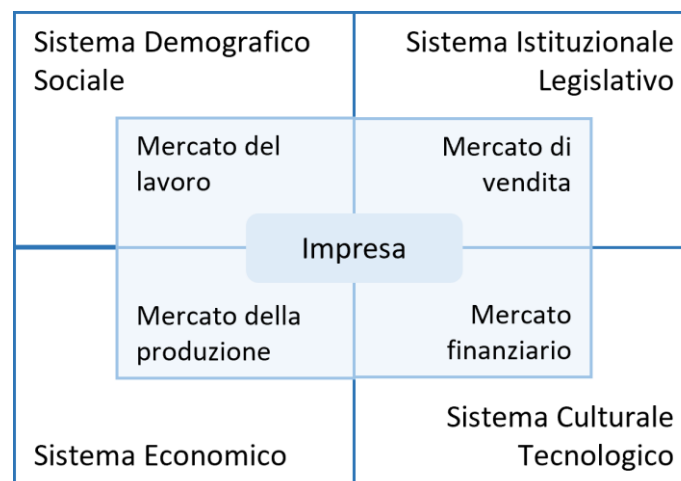 Sistema Demografico
Sociale
Sistema Istituzionale
Legislativo
Mercato del
lavoro
Mercato di
vendita
Impresa
Mercato della
produzione
Mercato
finanziario
Sistema Economico
Sistema Culturale
Tecnologico